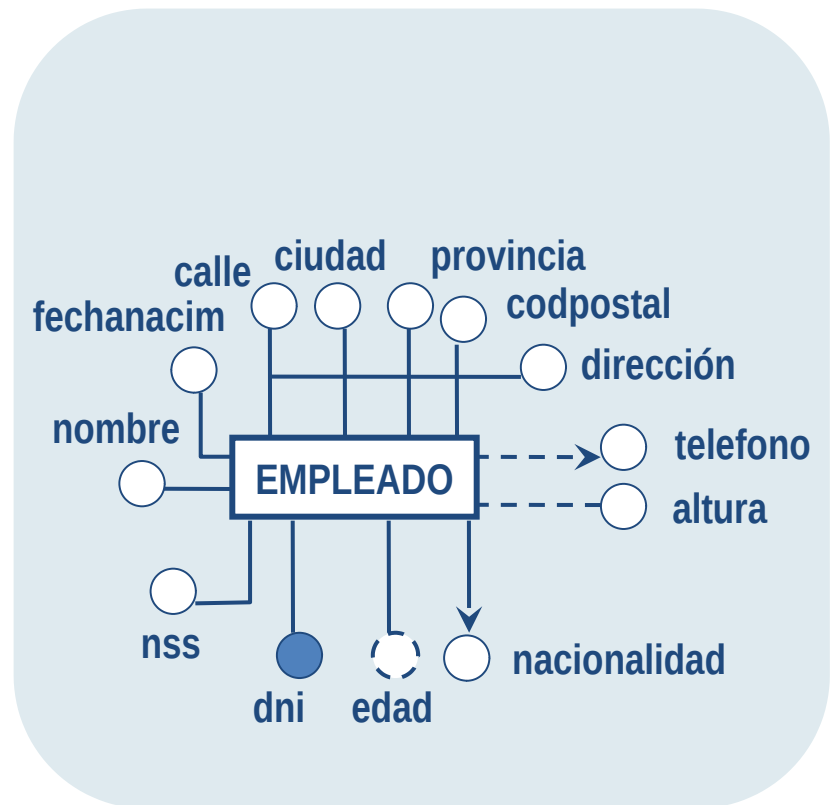 calle
ciudad
provincia
fechanacim
codpostal
dirección
nombre
telefono
EMPLEADO
altura
nss
nacionalidad
dni
edad